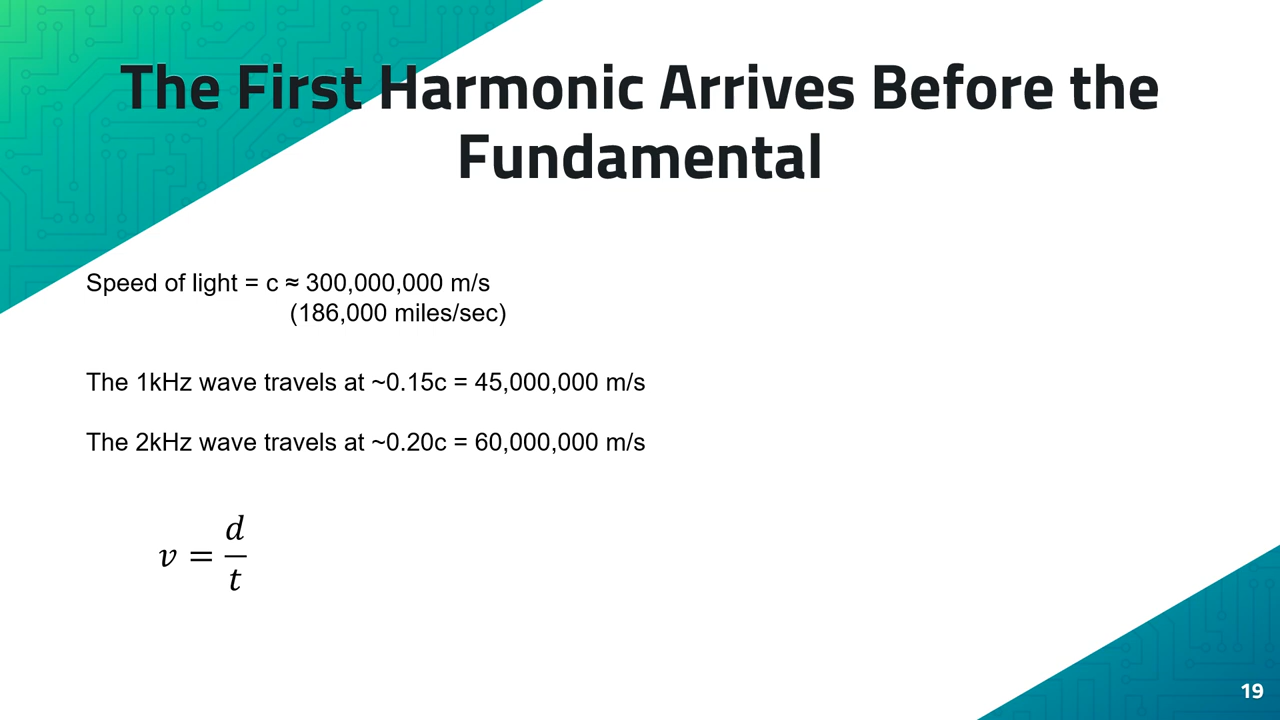 The First Harmonic Arrives Before the
Fundamental
Speed of light = c ≈ 300,000,000 m/s
(186,000 miles/sec)
The 1kHz wave travels at ~0.15c = 45,000,000 m/s
The 2kHz wave travels at ~0.20c = 60,000,000 m/s
v = d/t
19